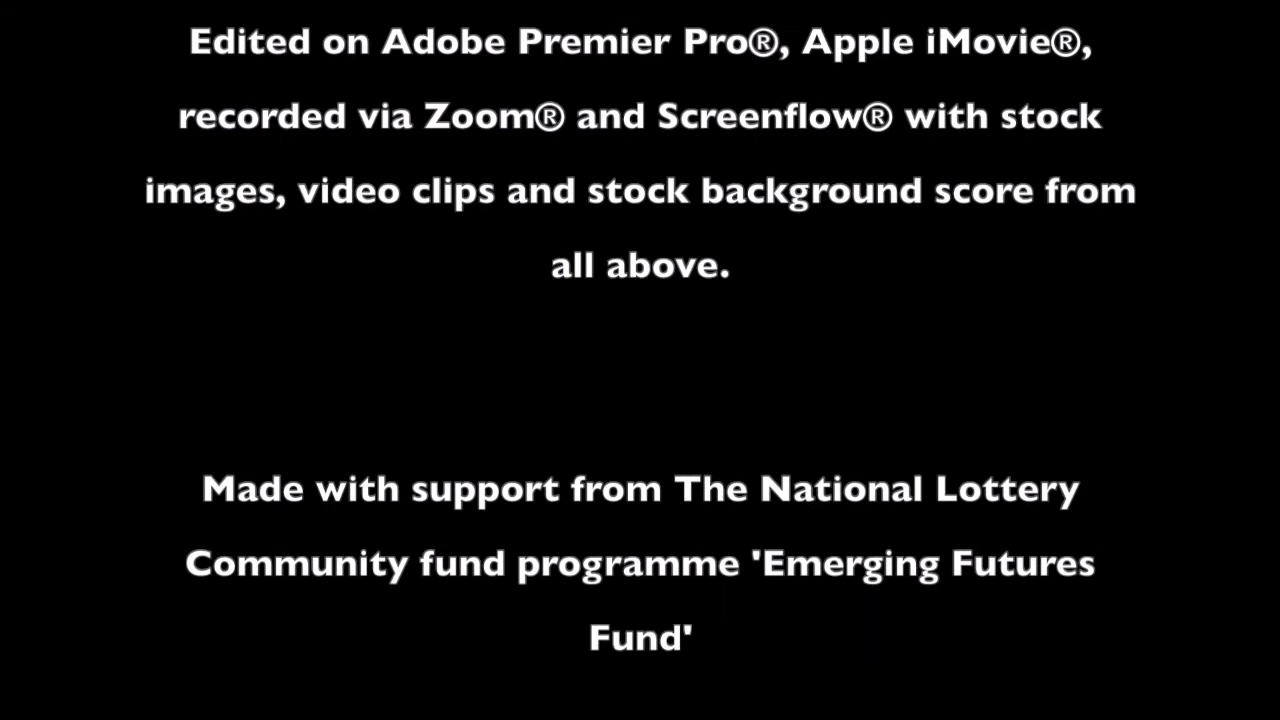 Edited on Adobe Premier Pro®, Apple iMovie®,
recorded via Zoom® and Screenflow® with stock
images, video clips and stock background score from
all above.
Made with support from The National Lottery
Community fund programme 'Emerging Futures
Fund'